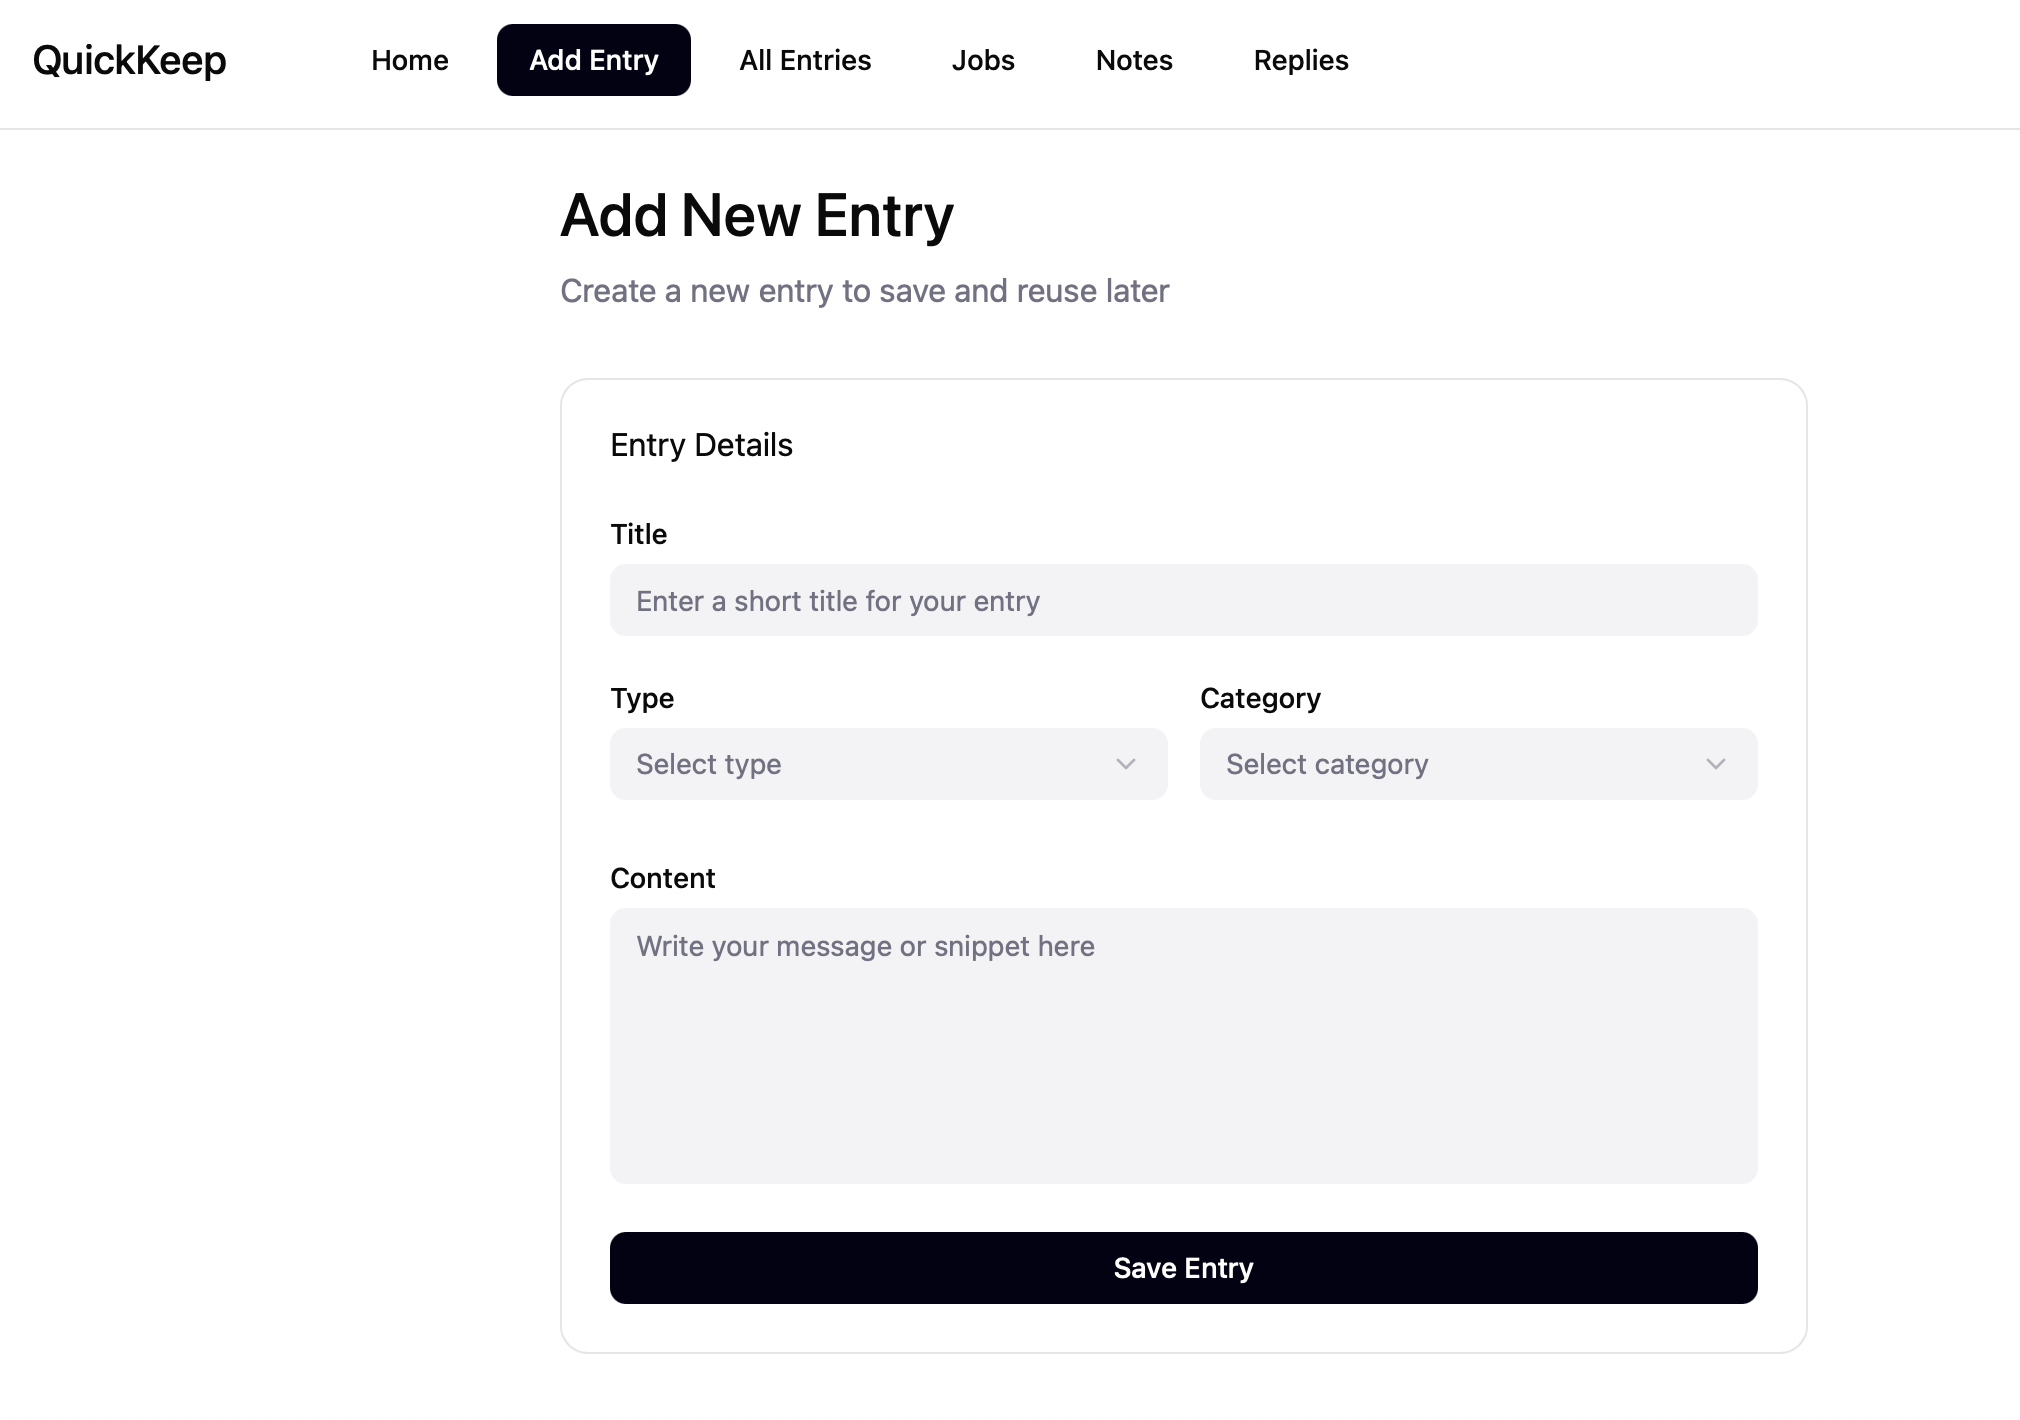 QuickKeep Home Add Entry All Entries Jobs Notes Replies
Add New Entry
Create a new entry to save and reuse later
Entry Details
Title
Enter a short title for your entry
Type Category
Select type Select category
Content
Write your message or snippet here
Save Entry